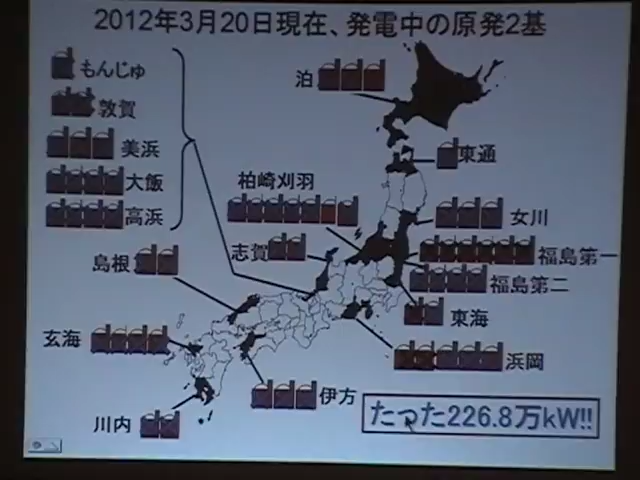 2012年3月20日現在、発電中の原発2基
もんじゅ
敦賀
美浜
大飯
高浜
泊
東通
柏崎刈羽
女川
志賀
福島第一
福島第二
島根
東海
玄海
浜岡
伊方
川内
たった226.8万kW!!